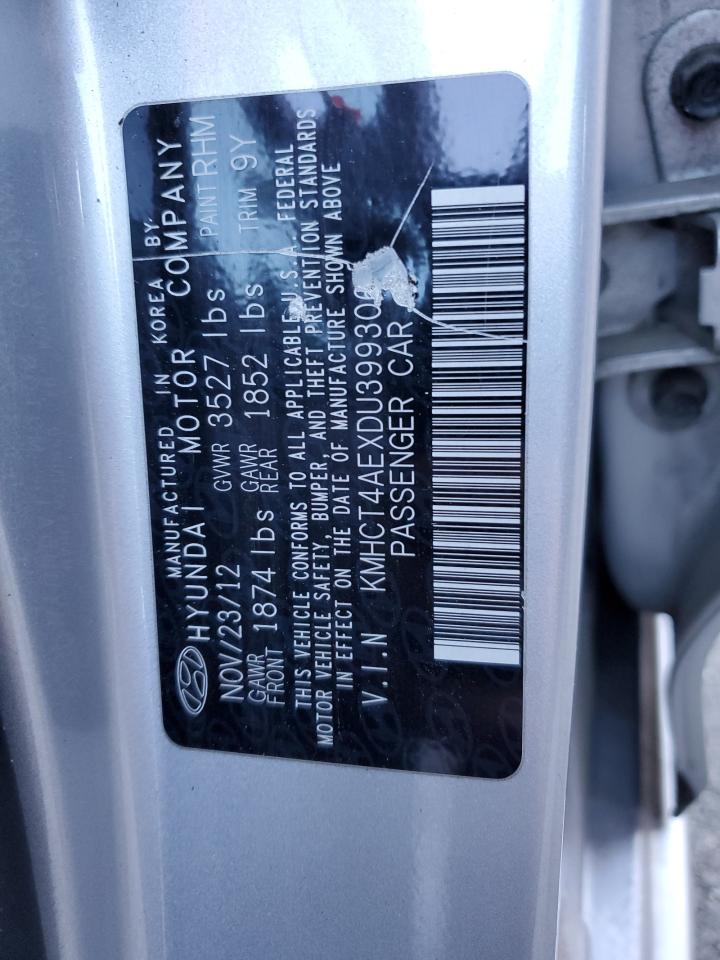 MANUFACTURED IN KOREA BY
HYUNDAI MOTOR COMPANY
NOV/23/12 GVWR 3527 lbs PAINT RHM
GAWR FRONT 1874 lbs GAWR REAR 1852 lbs TRIM 9Y
THIS VEHICLE CONFORMS TO ALL APPLICABLE U.S.A. FEDERAL
MOTOR VEHICLE SAFETY, BUMPER, AND THEFT PREVENTION STANDARDS
IN EFFECT ON THE DATE OF MANUFACTURE SHOWN ABOVE
V.I.N KMHCT4AEXDU39930
PASSENGER CAR